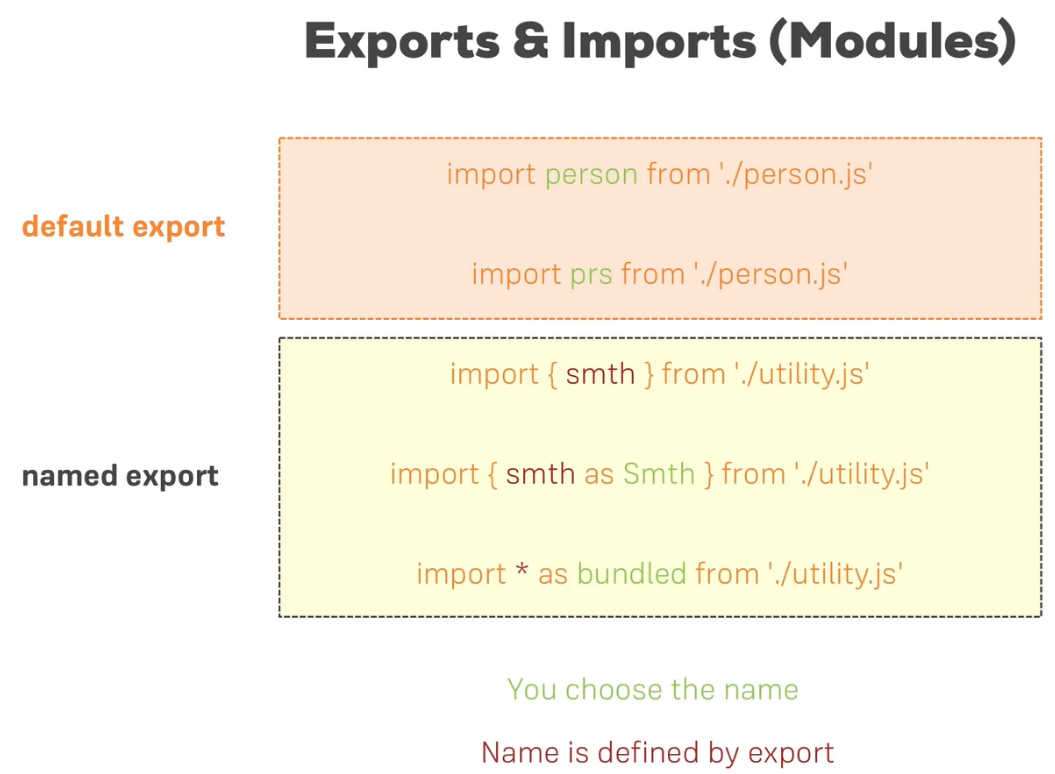 Exports & Imports (Modules)
default export
import person from './person.js'
import prs from './person.js'
named export
import { smth } from './utility.js'
import { smth as Smth } from './utility.js'
import * as bundled from './utility.js'
You choose the name
Name is defined by export